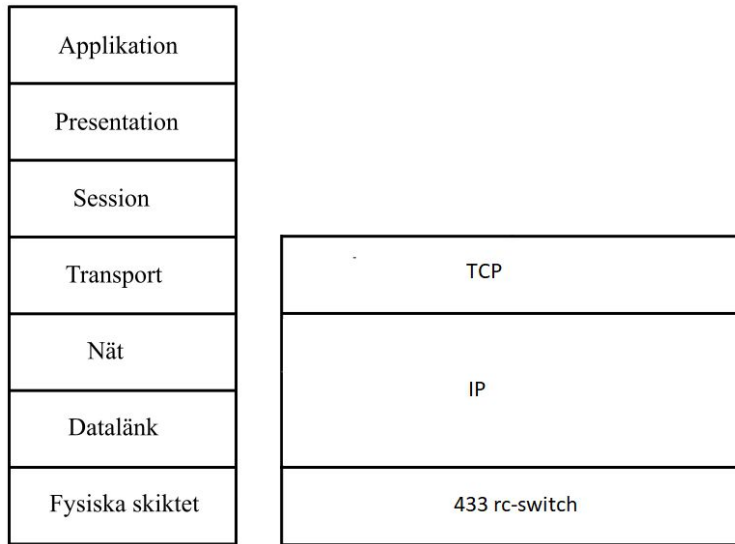 Applikation
Presentation
Session
Transport
Nät
Datalänk
Fysiska skiktet
TCP
IP
433 rc-switch